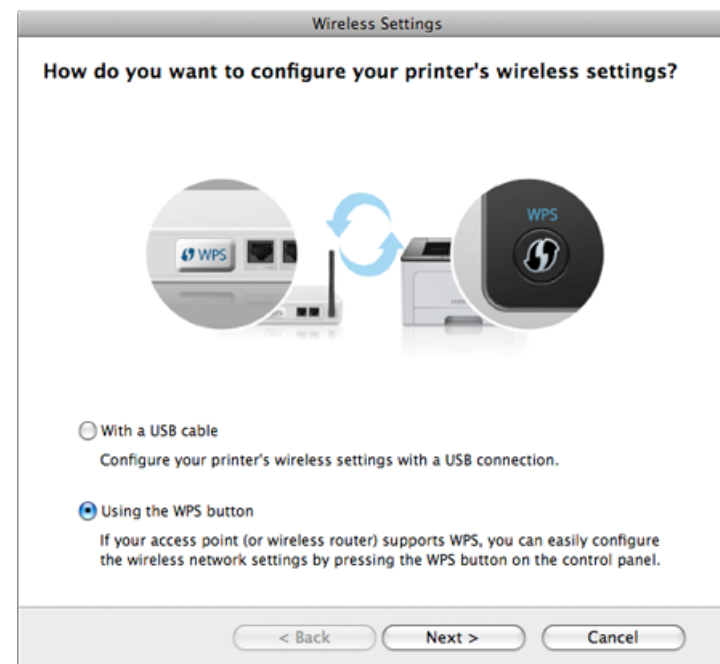 Wireless Settings
How do you want to configure your printer's wireless settings?
WPS
WPS
With a USB cable
Configure your printer's wireless settings with a USB connection.
Using the WPS button
If your access point (or wireless router) supports WPS, you can easily configure
the wireless network settings by pressing the WPS button on the control panel.
< Back
Next >
Cancel